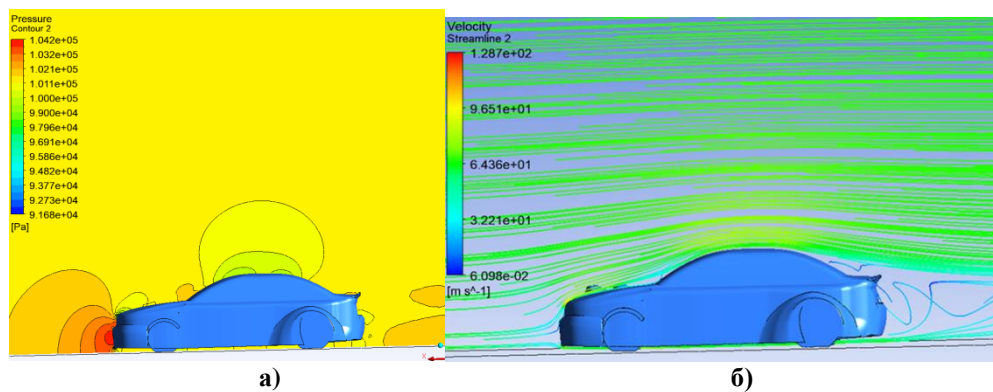 Pressure
Contour 2
1.042e+05
1.032e+05
1.021e+05
1.011e+05
1.000e+05
9.900e+04
9.796e+04
9.691e+04
9.586e+04
9.482e+04
9.377e+04
9.273e+04
9.168e+04
[Pa]
x
а)
Velocity
Streamline 2
1.287e+02
9.651e+01
6.436e+01
3.221e+01
6.098e-02
[m s^-1]
б)